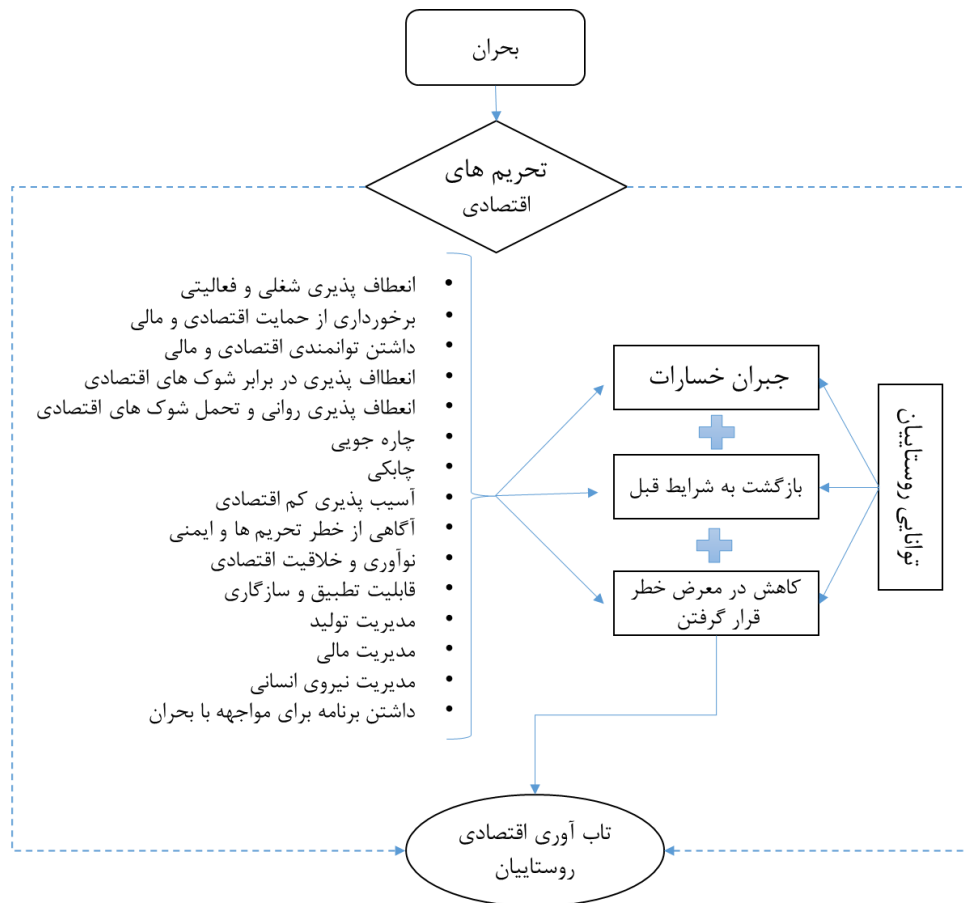 بحران
تحریم های
اقتصادی
انعطاف پذیری شغلی و فعالیتی
برخورداری از حمایت اقتصادی و مالی
داشتن توانمندی اقتصادی و مالی
انعطااف پذیری در برابر شوک های اقتصادی
انعطاف پذیری روانی و تحمل شوک های اقتصادی
چاره جویی
چابکی
آسیب پذیری کم اقتصادی
آگاهی از خطر تحریم ها و ایمنی
نوآوری و خلاقیت اقتصادی
قابلیت تطبیق و سازگاری
مدیریت تولید
مدیریت مالی
مدیریت نیروی انسانی
داشتن برنامه برای مواجهه با بحران
جبران خسارات
بازگشت به شرایط قبل
کاهش در معرض خطر
قرار گرفتن
توانایی روستاییان
تاب آوری اقتصادی
روستاییان